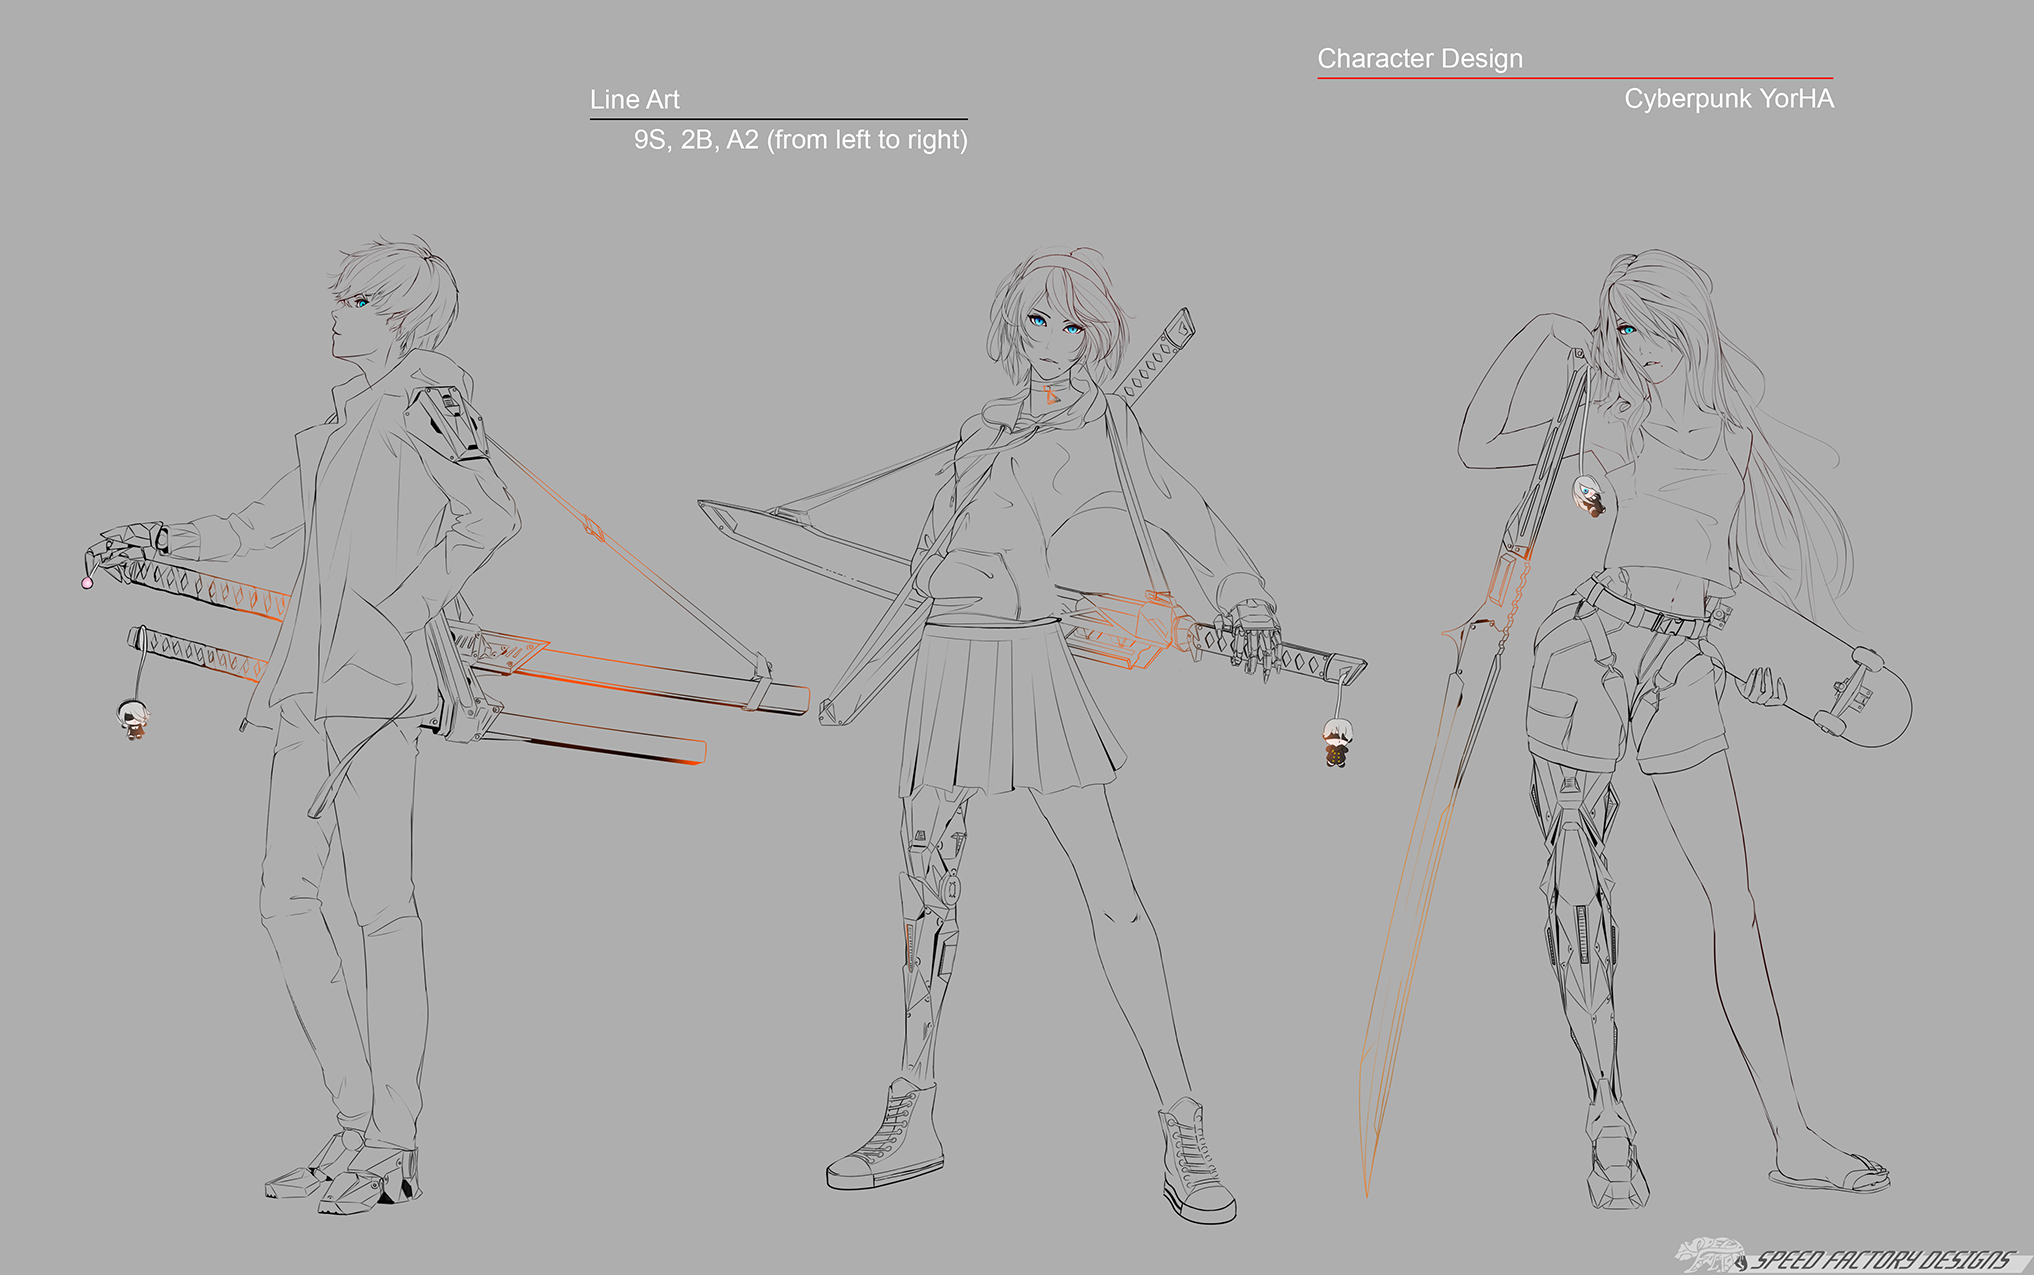 Character Design
Cyberpunk YorHA
Line Art
9S, 2B, A2 (from left to right)
SPEED FACTORY DESIGNS